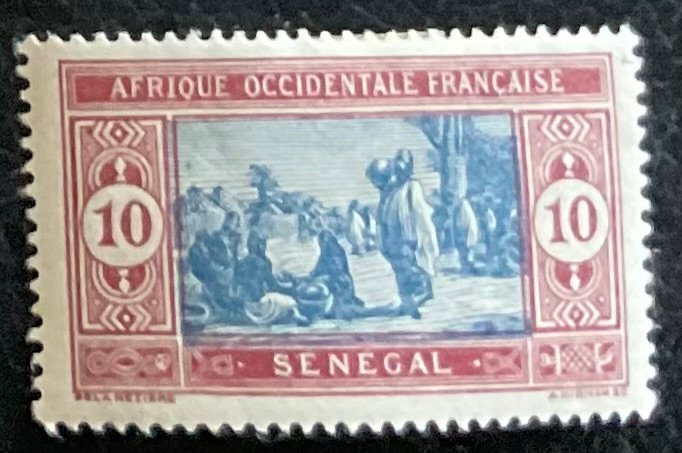 AFRIQUE OCCIDENTALE FRANÇAISE
10 10
· SENEGAL ·